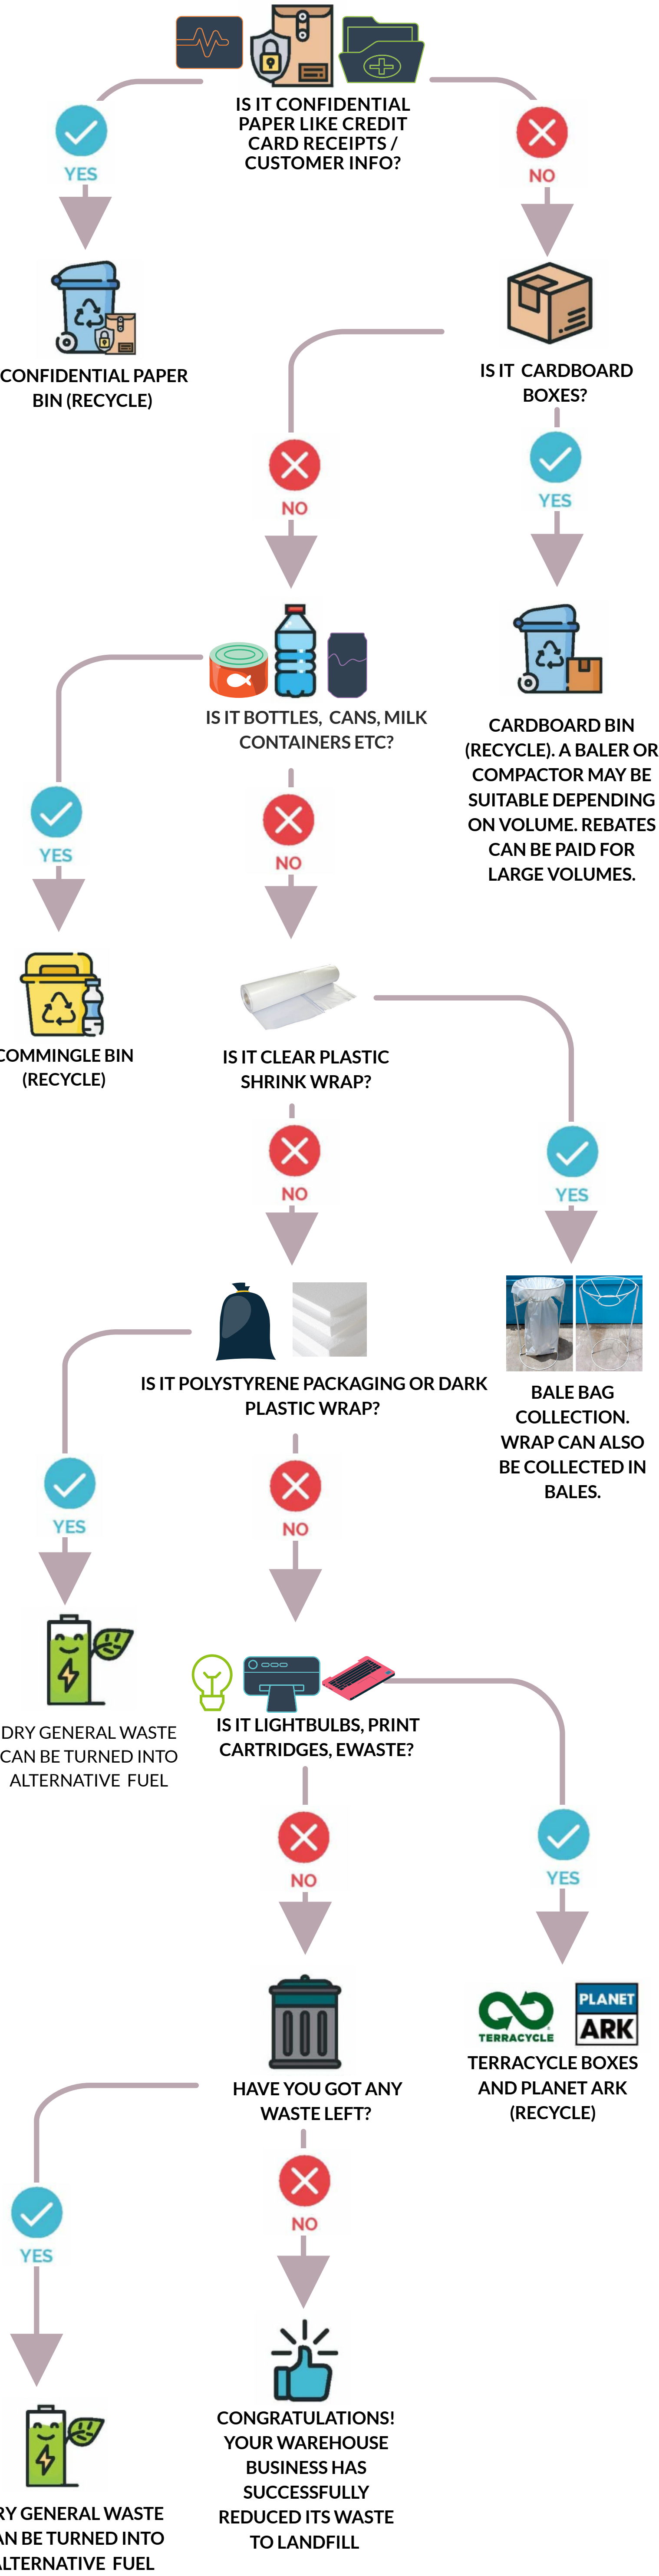 IS IT CONFIDENTIAL
PAPER LIKE CREDIT
CARD RECEIPTS /
CUSTOMER INFO?
YES
NO
CONFIDENTIAL PAPER
BIN (RECYCLE)
IS IT CARDBOARD
BOXES?
NO
YES
IS IT BOTTLES, CANS, MILK
CONTAINERS ETC?
CARDBOARD BIN
(RECYCLE). A BALER OR
COMPACTOR MAY BE
SUITABLE DEPENDING
ON VOLUME. REBATES
CAN BE PAID FOR
LARGE VOLUMES.
YES
NO
COMMINGLE BIN
(RECYCLE)
IS IT CLEAR PLASTIC
SHRINK WRAP?
NO
YES
IS IT POLYSTYRENE PACKAGING OR DARK
PLASTIC WRAP?
BALE BAG
COLLECTION.
WRAP CAN ALSO
BE COLLECTED IN
BALES.
YES
NO
DRY GENERAL WASTE
CAN BE TURNED INTO
ALTERNATIVE FUEL
IS IT LIGHTBULBS, PRINT
CARTRIDGES, EWASTE?
NO
YES
TERRACYCLE
PLANET
ARK
TERRACYCLE BOXES
AND PLANET ARK
(RECYCLE)
HAVE YOU GOT ANY
WASTE LEFT?
YES
NO
CONGRATULATIONS!
YOUR WAREHOUSE
BUSINESS HAS
SUCCESSFULLY
REDUCED ITS WASTE
TO LANDFILL
RY GENERAL WASTE
AN BE TURNED INTO
ALTERNATIVE FUEL